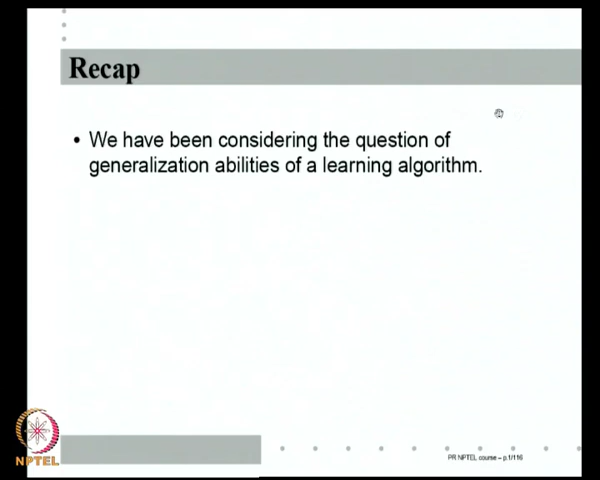 Recap
• We have been considering the question of
generalization abilities of a learning algorithm.
NPTEL
PR NPTEL course – p.1/116